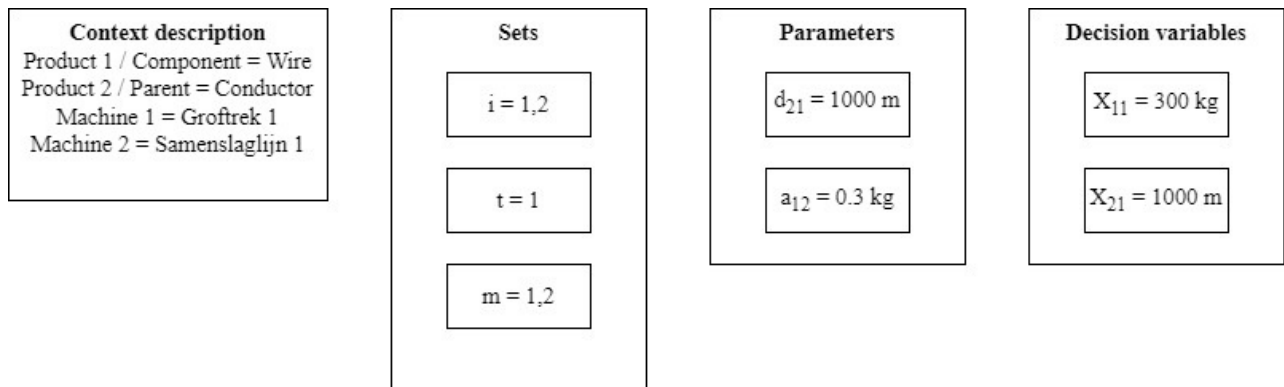 Context description
Product 1 / Component = Wire
Product 2 / Parent = Conductor
Machine 1 = Groftrek 1
Machine 2 = Samenslaglijn 1
Sets
i = 1,2
t = 1
m = 1,2
Parameters
d₂₁ = 1000 m
a₁₂ = 0.3 kg
Decision variables
X₁₁ = 300 kg
X₂₁ = 1000 m